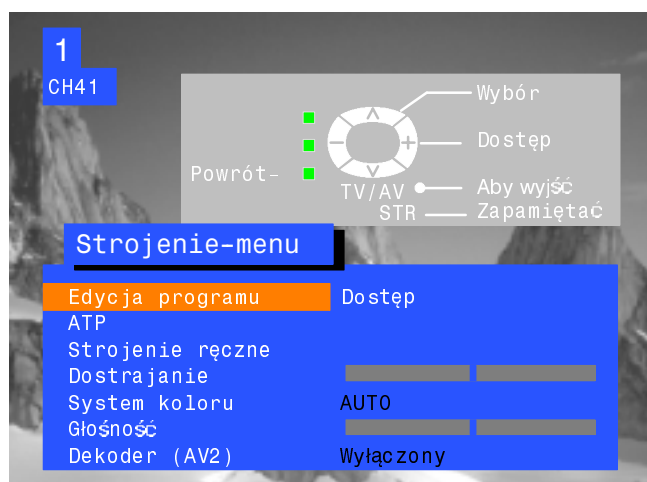 1
CH41
Wybór
Dostęp
Powrót-
TV/AV Aby wyjść
STR Zapamiętać
Strojenie-menu
Edycja programu Dostęp
ATP
Strojenie ręczne
Dostrajanie
System koloru AUTO
Głośność
Dekoder (AV2) Wyłączony